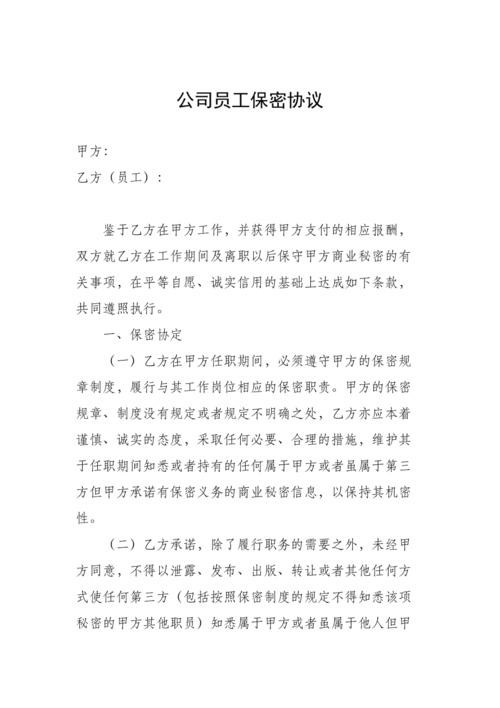 公司员工保密协议
甲方：
乙方（员工）：
鉴于乙方在甲方工作，并获得甲方支付的相应报酬，
双方就乙方在工作期间及离职以后保守甲方商业秘密的有
关事项，在平等自愿、诚实信用的基础上达成如下条款，
共同遵照执行。
一、保密协定
（一）乙方在甲方任职期间，必须遵守甲方的保密规
章制度，履行与其工作岗位相应的保密职责。甲方的保密
规章、制度没有规定或者规定不明确之处，乙方亦应本着
谨慎、诚实的态度，采取任何必要、合理的措施，维护其
于任职期间知悉或者持有的任何属于甲方或者虽属于第三
方但甲方承诺有保密义务的商业秘密信息，以保持其机密
性。
（二）乙方承诺，除了履行职务的需要之外，未经甲
方同意，不得以泄露、发布、出版、转让或者其他任何方
式使任何第三方（包括按照保密制度的规定不得知悉该项
秘密的甲方其他职员）知悉属于甲方或者虽属于他人但甲